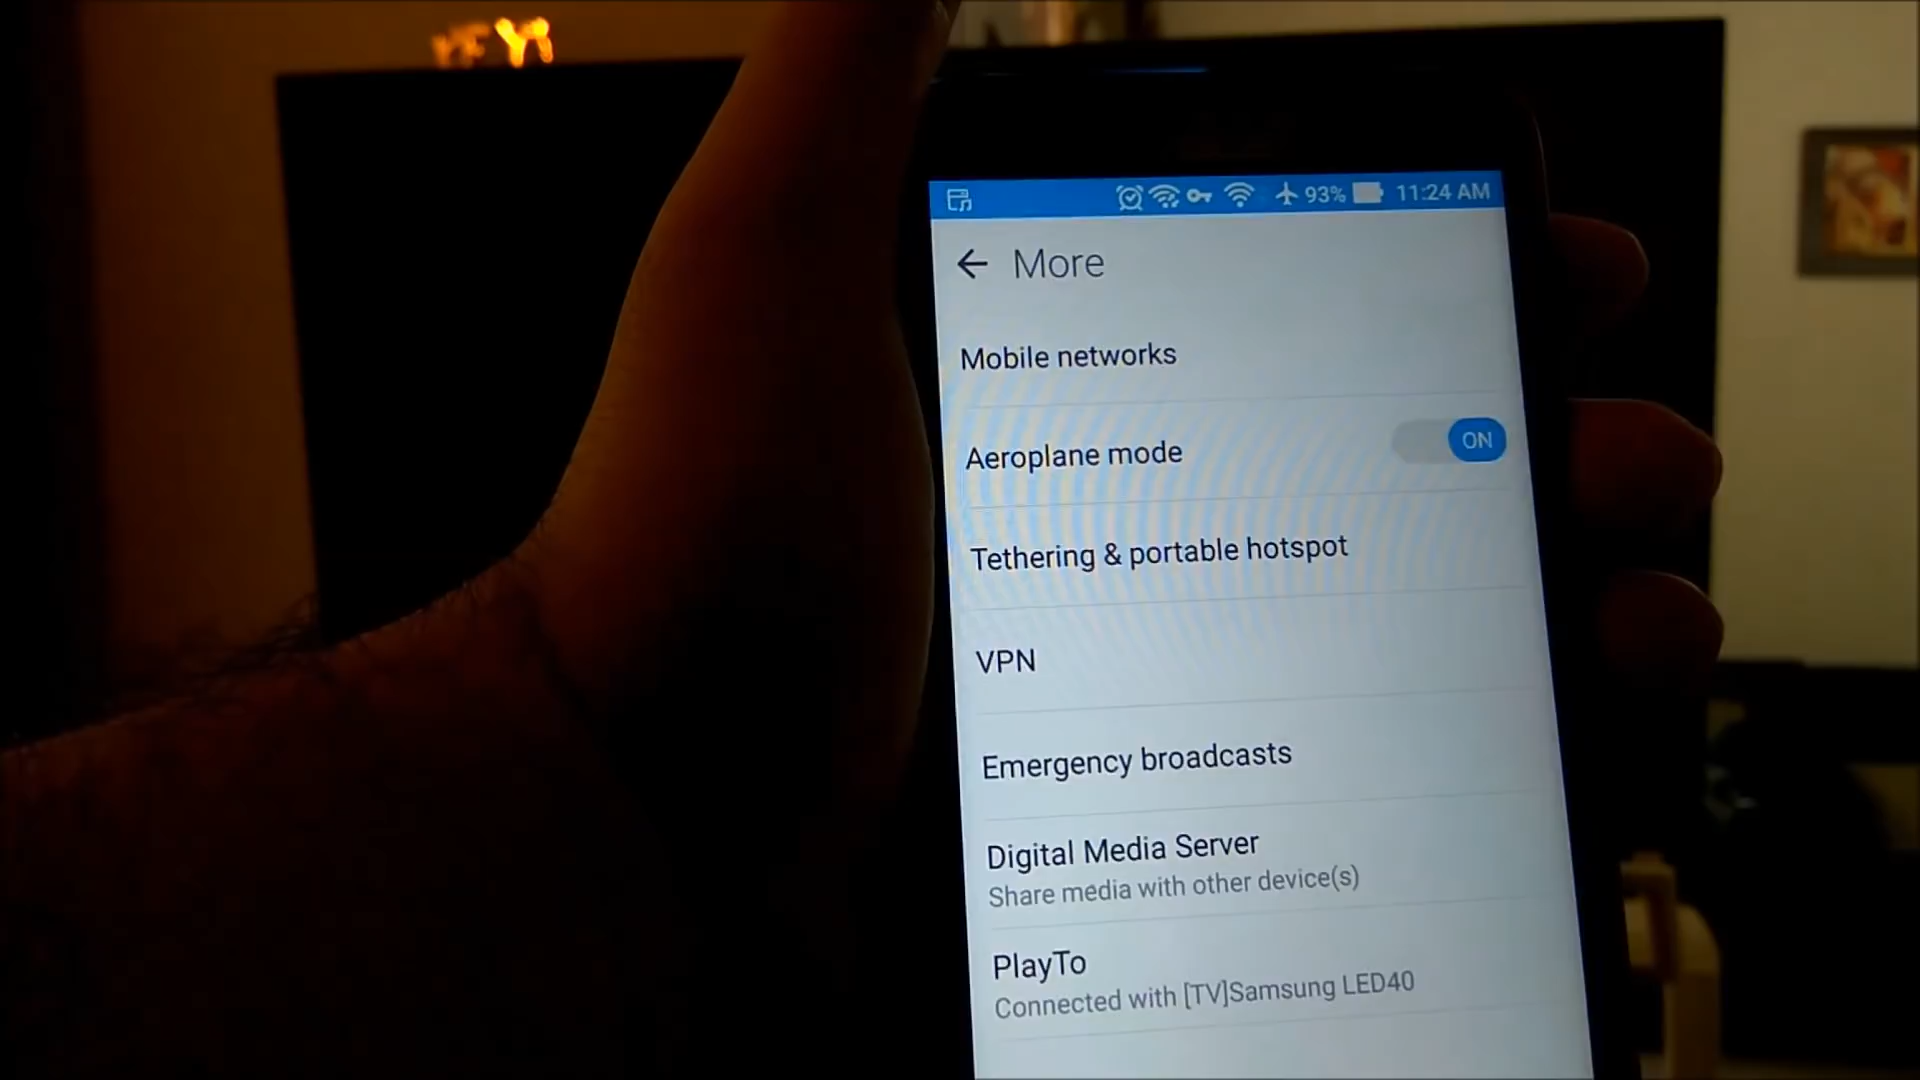 93% 11:24 AM
More
Mobile networks
Aeroplane mode
ON
Tethering & portable hotspot
VPN
Emergency broadcasts
Digital Media Server
Share media with other device(s)
PlayTo
Connected with [TV]Samsung LED40